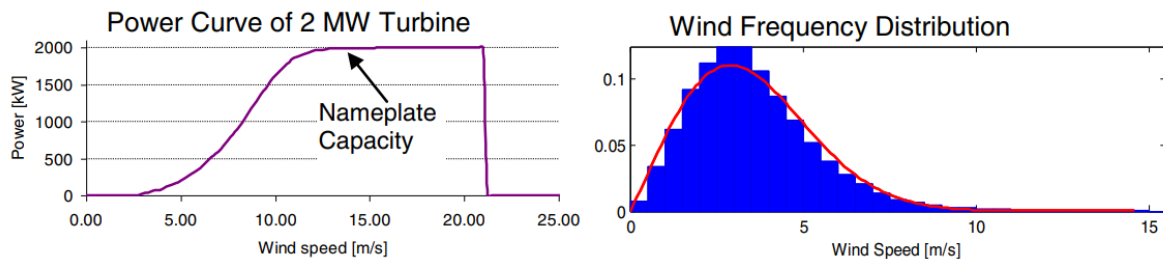 Power Curve of 2 MW Turbine
2000
1500
1000
500
0
Power [kW]
Nameplate
Capacity
0.00 5.00 10.00 15.00 20.00 25.00
Wind speed [m/s]
Wind Frequency Distribution
0.1
0.05
0
0 5 10 15
Wind Speed [m/s]